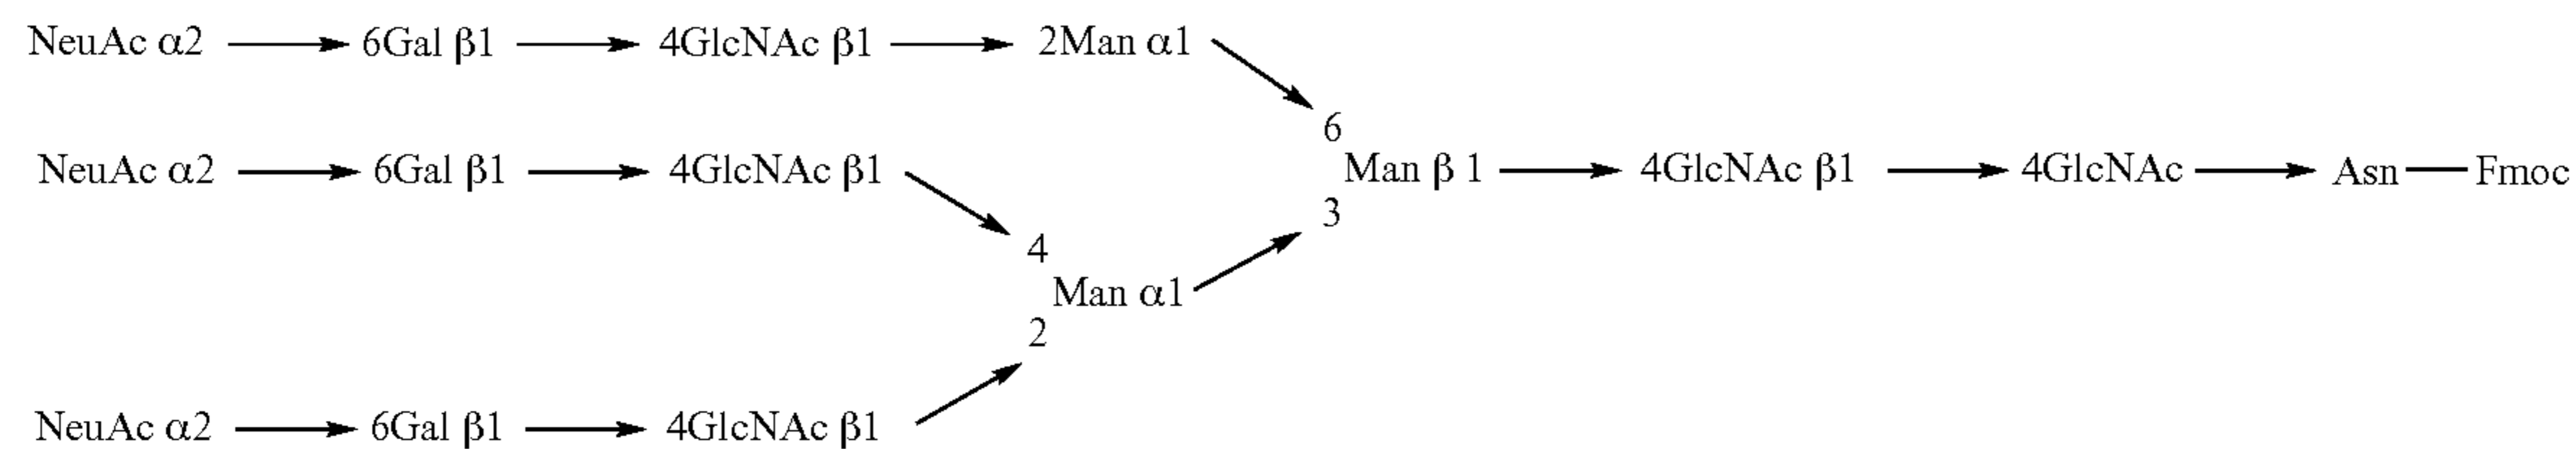 NeuAc α2 → 6Gal β1 → 4GlcNAc β1 → 2Man α1
6
NeuAc α2 → 6Gal β1 → 4GlcNAc β1
Man β 1 → 4GlcNAc β1 → 4GlcNAc → Asn — Fmoc
3
4
Man α1
2
NeuAc α2 → 6Gal β1 → 4GlcNAc β1